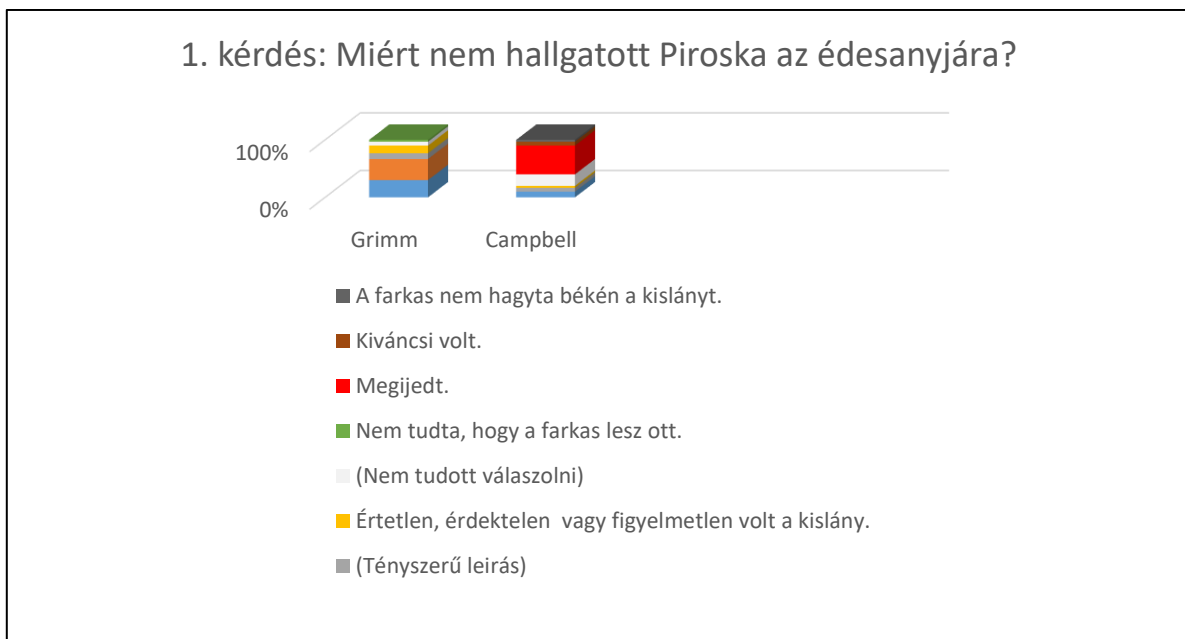 1. kérdés: Miért nem hallgatott Piroska az édesanyjára?
100%
0%
Grimm Campbell
A farkas nem hagyta békén a kislányt.
Kiváncsi volt.
Megijedt.
Nem tudta, hogy a farkas lesz ott.
(Nem tudott válaszolni)
Értetlen, érdektelen vagy figyelmetlen volt a kislány.
(Tényszerű leirás)